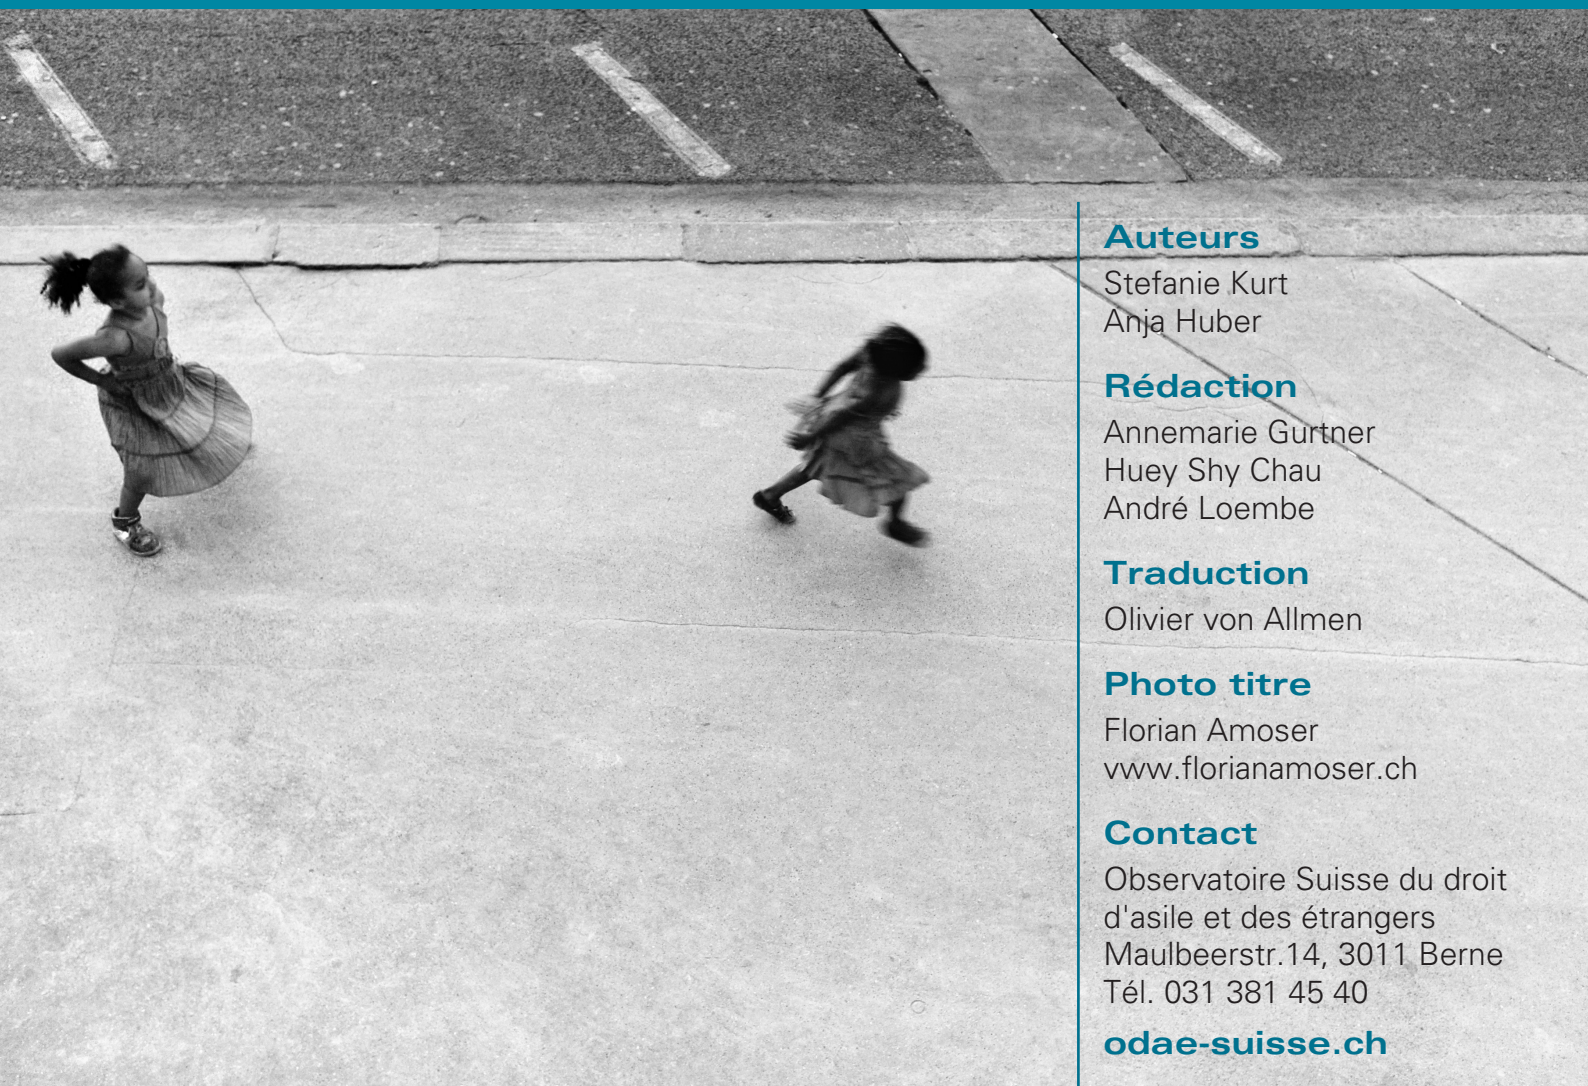 Auteurs
Stefanie Kurt
Anja Huber
Rédaction
Annemarie Gurtner
Huey Shy Chau
André Loembe
Traduction
Olivier von Allmen
Photo titre
Florian Amoser
vww.florianamoser.ch
Contact
Observatoire Suisse du droit
d'asile et des étrangers
Maulbeerstr.14, 3011 Berne
Tél. 031 381 45 40
odae-suisse.ch